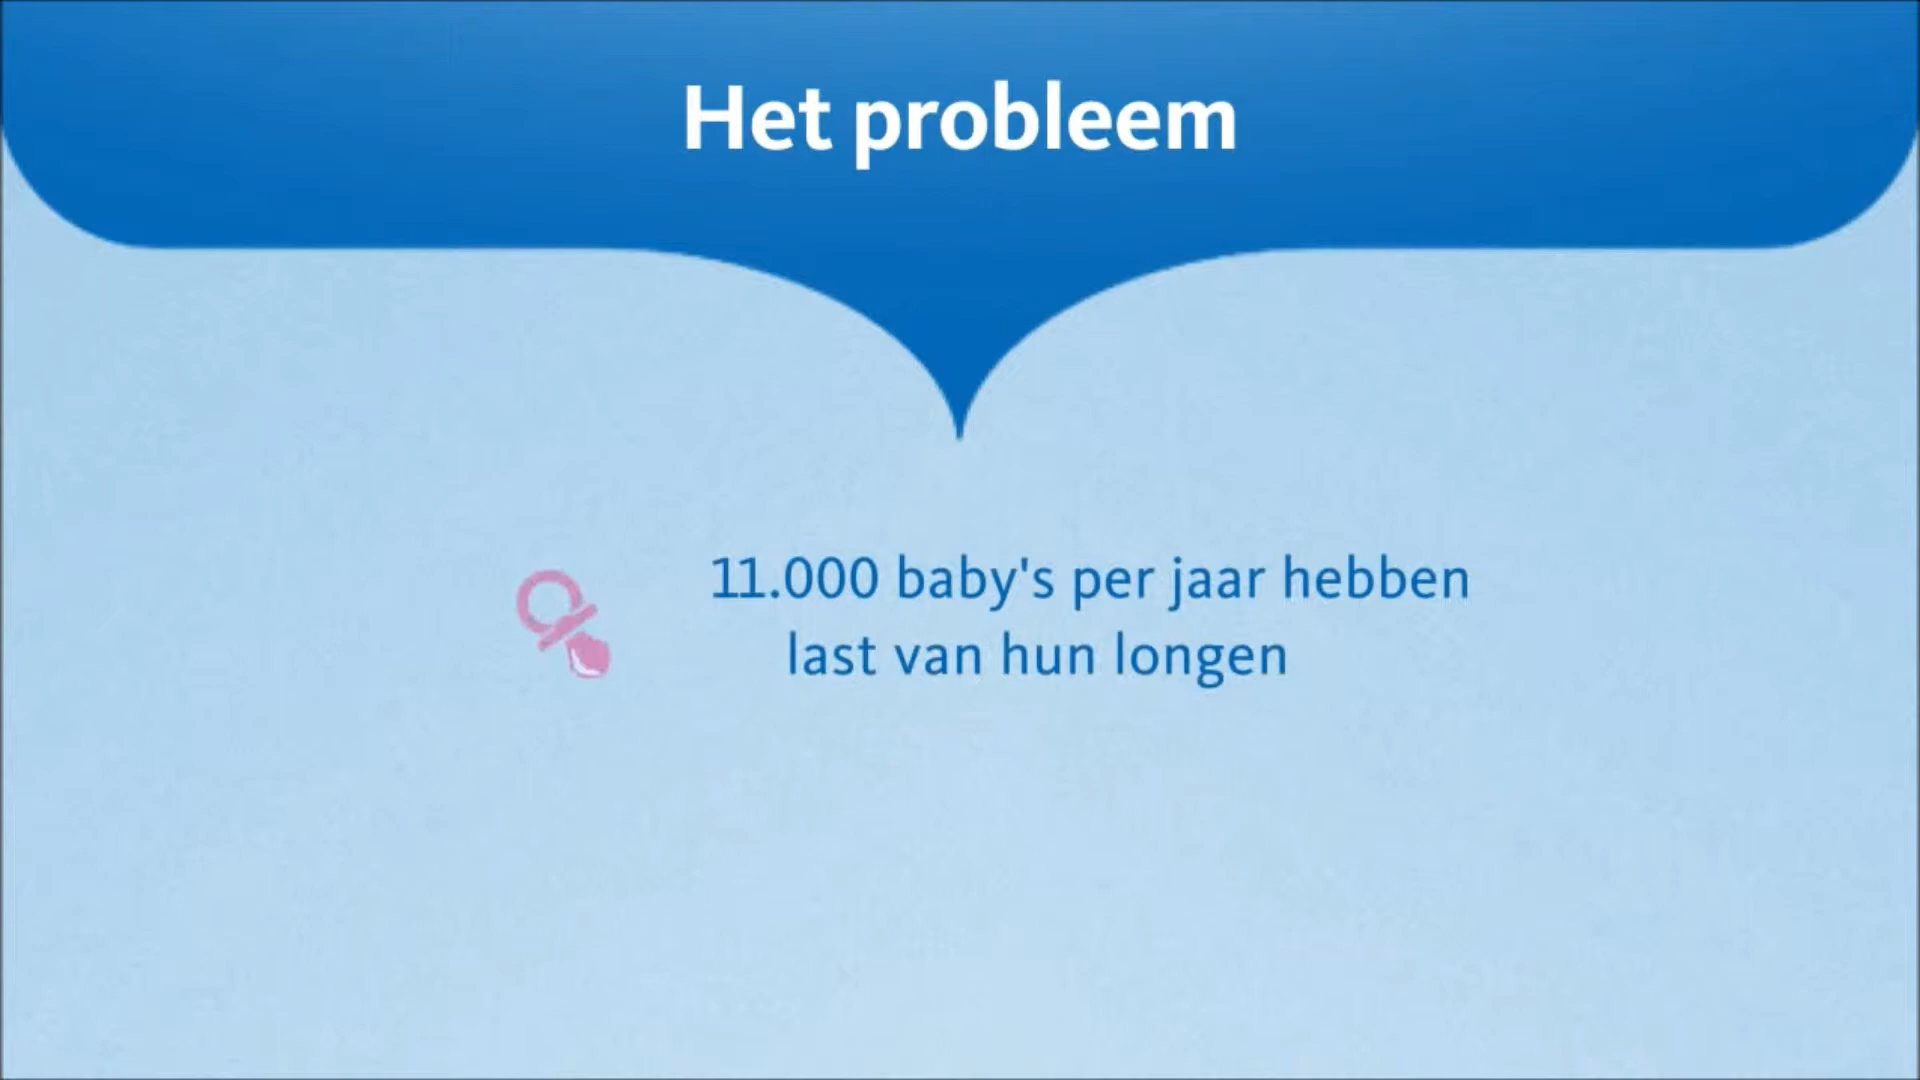 Het probleem
11.000 baby's per jaar hebben
last van hun longen